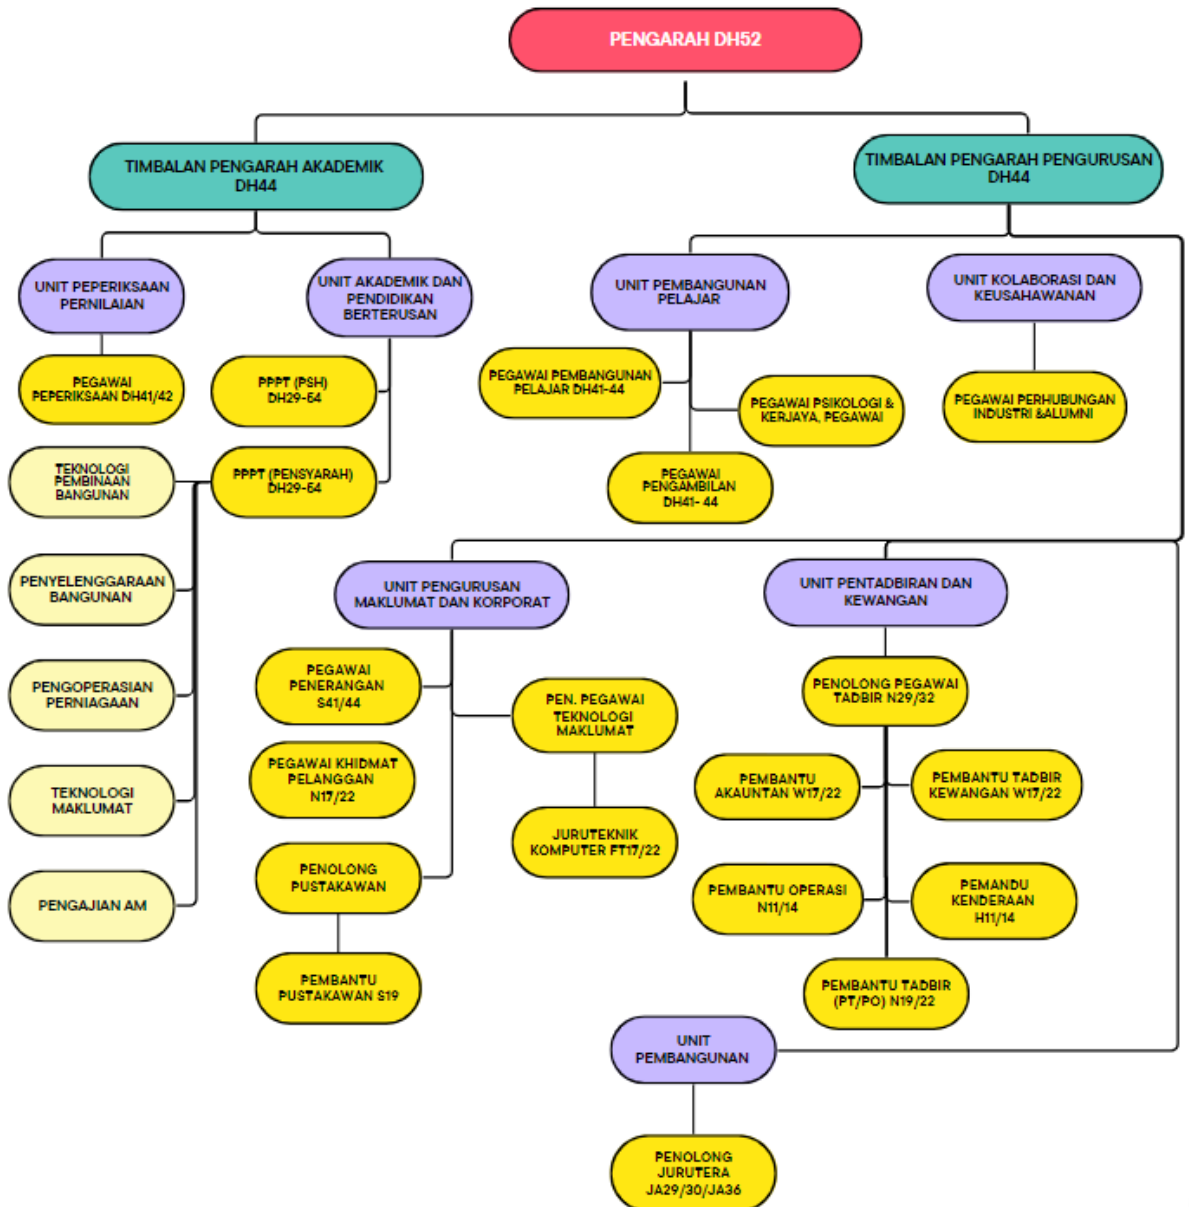 PENGARAH DH52
TIMBALAN PENGARAH AKADEMIK
DH44
TIMBALAN PENGARAH PENGURUSAN
DH44
UNIT PEPERIKSAAN
PERNILAIAN
UNIT AKADEMIK DAN
PENDIDIKAN
BERTERUSAN
UNIT PEMBANGUNAN
PELAJAR
UNIT KOLABORASI DAN
KEUSAHAWANAN
PEGAWAI
PEPERIKSAAN DH41/42
PPPT (PSH)
DH29-54
PEGAWAI PEMBANGUNAN
PELAJAR DH41-44
PEGAWAI PSIKOLOGI &
KERJAYA, PEGAWAI
PEGAWAI PERHUBUNGAN
INDUSTRI &ALUMNI
TEKNOLOGI
PEMBINAAN
BANGUNAN
PPPT (PENSYARAH)
DH29-54
PEGAWAI
PENGAMBILAN
DH41- 44
PENYELENGGARAAN
BANGUNAN
UNIT PENGURUSAN
MAKLUMAT DAN KORPORAT
UNIT PENTADBIRAN DAN
KEWANGAN
PENGOPERASIAN
PERNIAGAAN
PEGAWAI
PENERANGAN
S41/44
PEN. PEGAWAI
TEKNOLOGI
MAKLUMAT
PENOLONG PEGAWAI
TADBIR N29/32
TEKNOLOGI
MAKLUMAT
PEGAWAI KHIDMAT
PELANGGAN
N17/22
JURUTEKNIK
KOMPUTER FT17/22
PEMBANTU
AKAUNTAN W17/22
PEMBANTU TADBIR
KEWANGAN W17/22
PENGAJIAN AM
PENOLONG
PUSTAKAWAN
PEMBANTU OPERASI
N11/14
PEMANDU
KENDERAAN
H11/14
PEMBANTU
PUSTAKAWAN S19
PEMBANTU TADBIR
(PT/PO) N19/22
UNIT
PEMBANGUNAN
PENOLONG
JURUTERA
JA29/30/JA36